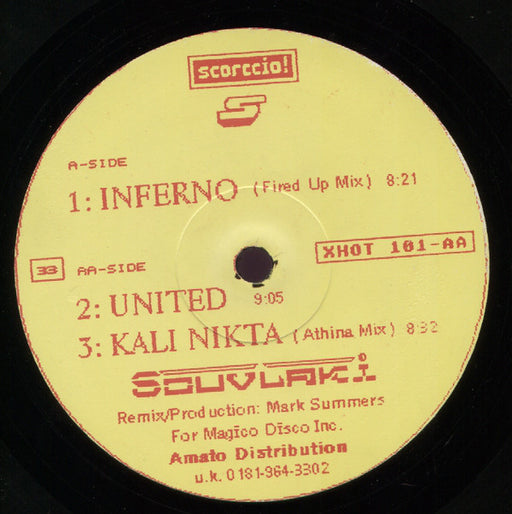 scorccio!
S
A-SIDE
1: INFERNO (Fired Up Mix) 8:21
33
AA-SIDE
XHOT 101-AA
2: UNITED 9:05
3: KALI NIKTA (Athina Mix) 8:32
SOUVLAKI
Remix/Production: Mark Summers
For Magico Disco Inc.
Amato Distribution
u.k. 0181-964-3302